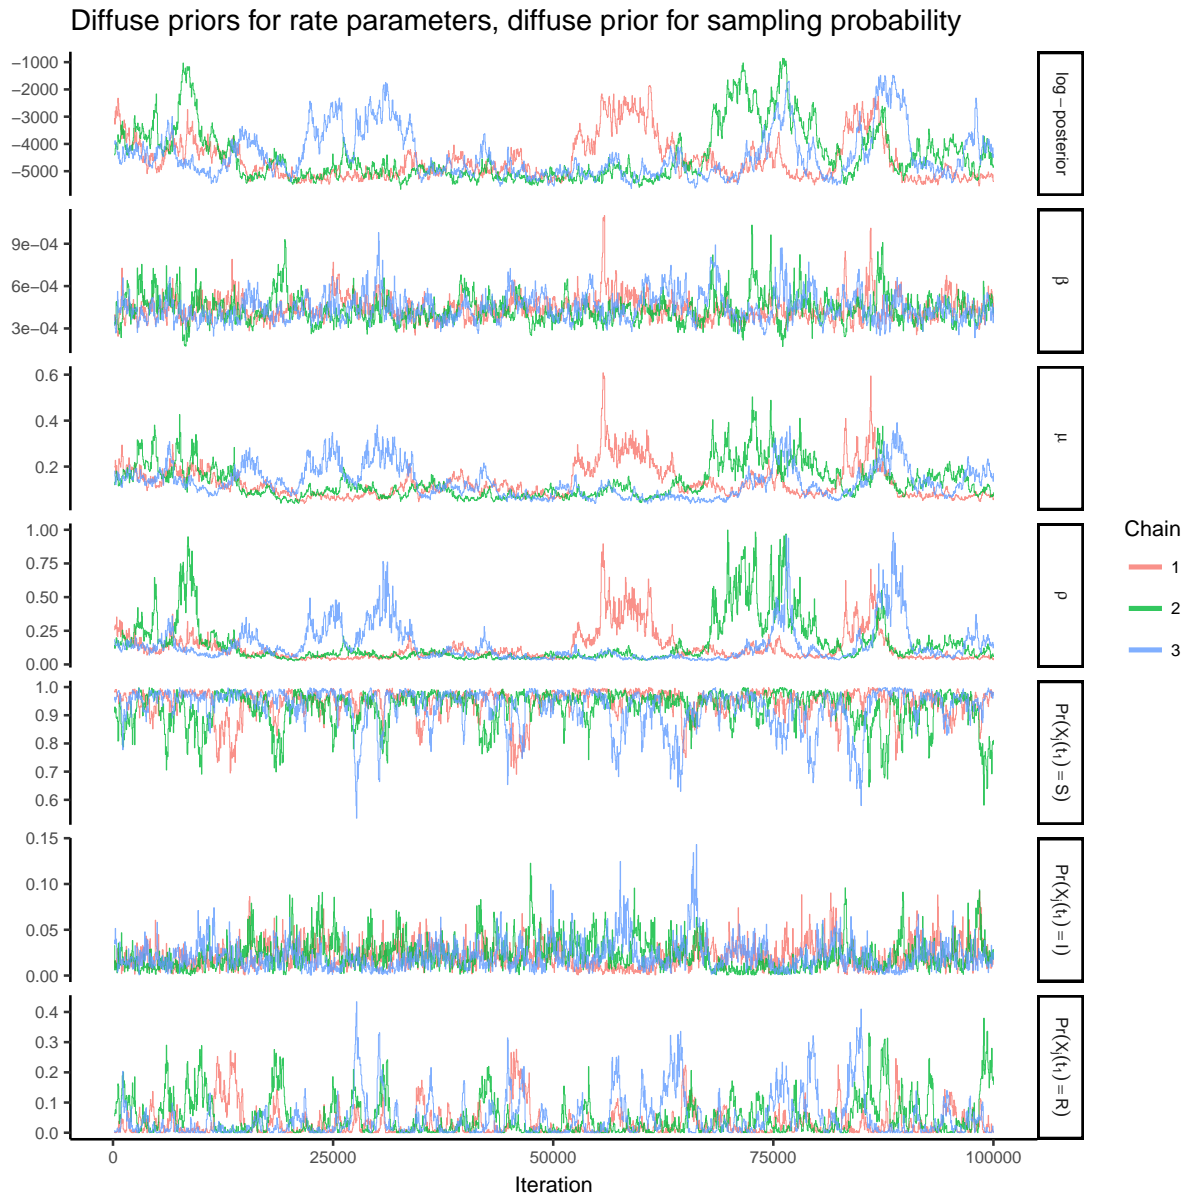 Diffuse priors for rate parameters, diffuse prior for sampling probability
−1000
−2000
−3000
−4000
−5000
log−posterior
9e−04
6e−04
3e−04
β
0.6
0.4
0.2
μ
1.00
0.75
0.50
0.25
0.00
ρ
1.0
0.9
0.8
0.7
0.6
Pr(Xj(t1) = S)
0.15
0.10
0.05
0.00
Pr(Xj(t1) = I)
0.4
0.3
0.2
0.1
0.0
Pr(Xj(t1) = R)
0 25000 50000 75000 100000
Iteration
Chain
1
2
3